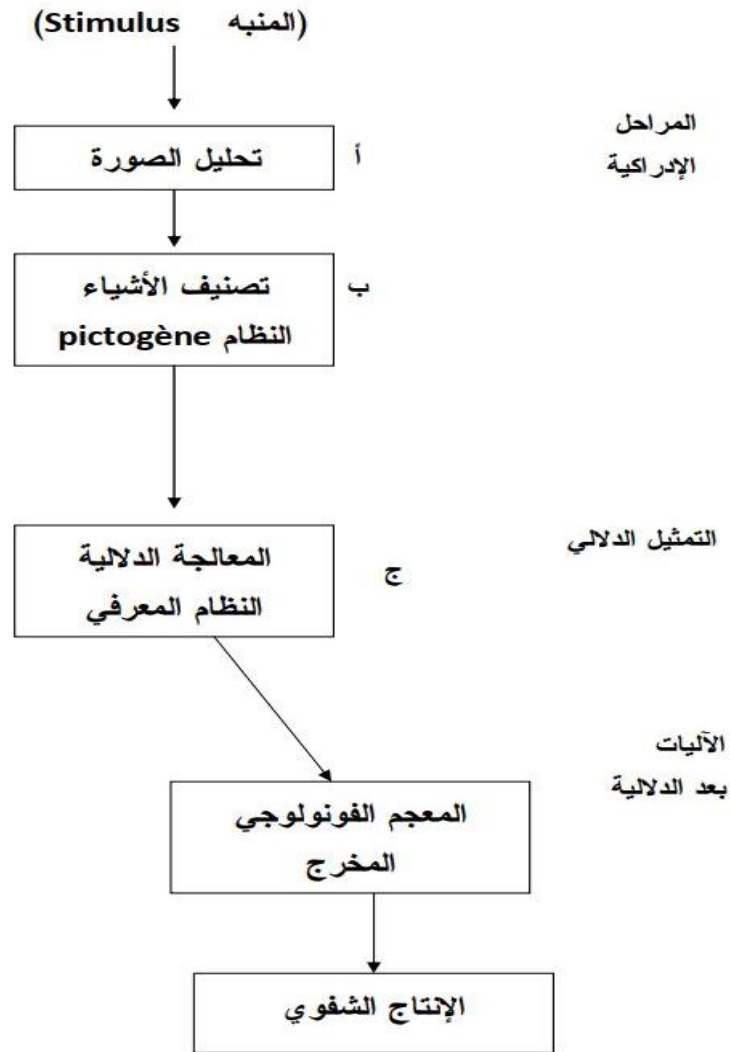 (المنبه Stimulus)
تحليل الصورة
أ
المراحل
الإدراكية
تصنيف الأشياء
النظام pictogène
ب
المعالجة الدلالية
النظام المعرفي
ج
التمثيل الدلالي
الآليات
بعد الدلالية
المعجم الفونولوجي
المخرج
الإنتاج الشفوي